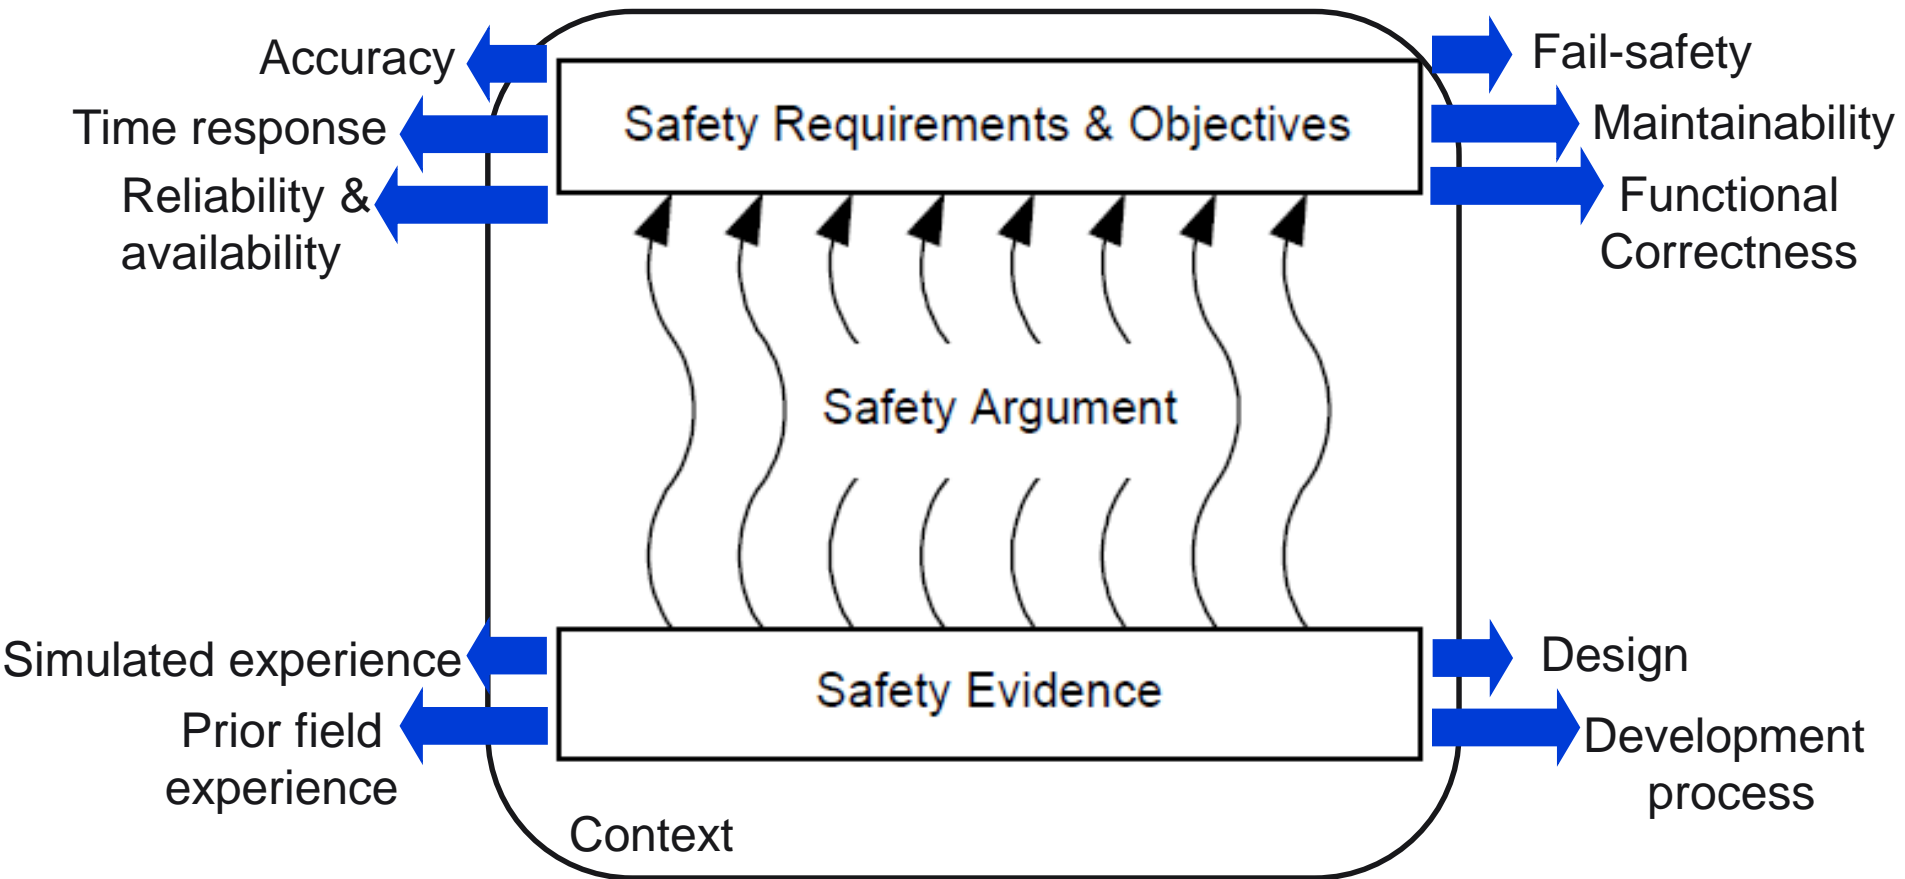 Accuracy
Time response
Reliability &
availability
Safety Requirements & Objectives
Fail-safety
Maintainability
Functional
Correctness
Safety Argument
Simulated experience
Prior field
experience
Safety Evidence
Design
Development
process
Context